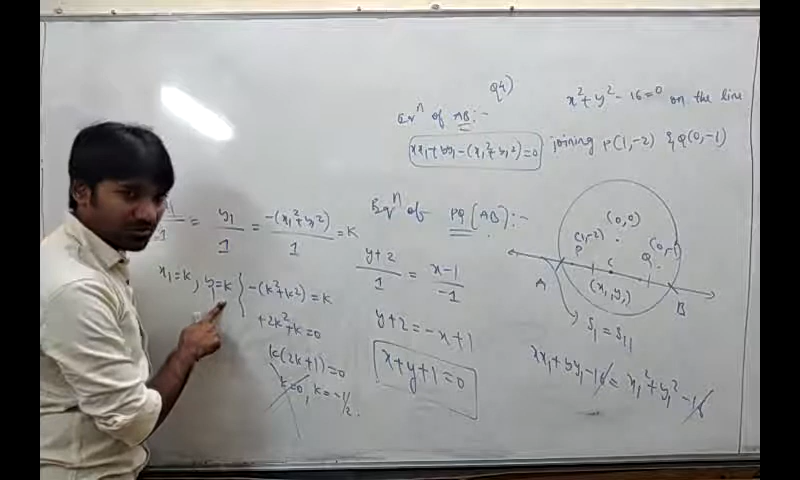 Q4) x² + y² - 16 = 0 on the line
joining P(1, -2) & Q(0, -1)
Eqⁿ of AB :-
xx₁ + yy₁ - (x₁² + y₁²) = 0
Eqⁿ of PQ (AB) :-
y+2/1 = x-1/-1
y+2 = -x+1
x+y+1=0
(0,0)
(1,-2)
P
(0,-1)
Q
C
A
(x₁, y₁)
B
S₁ = S₁₁
xx₁ + yy₁ - 16 = x₁² + y₁² - 16
/1 = y₁/1 = -(x₁² + y₁²)/1 = K
x₁ = K, y = K } -(K² + K²) = K
+2K² + K = 0
K(2K+1) = 0
K=0, K = -1/2.